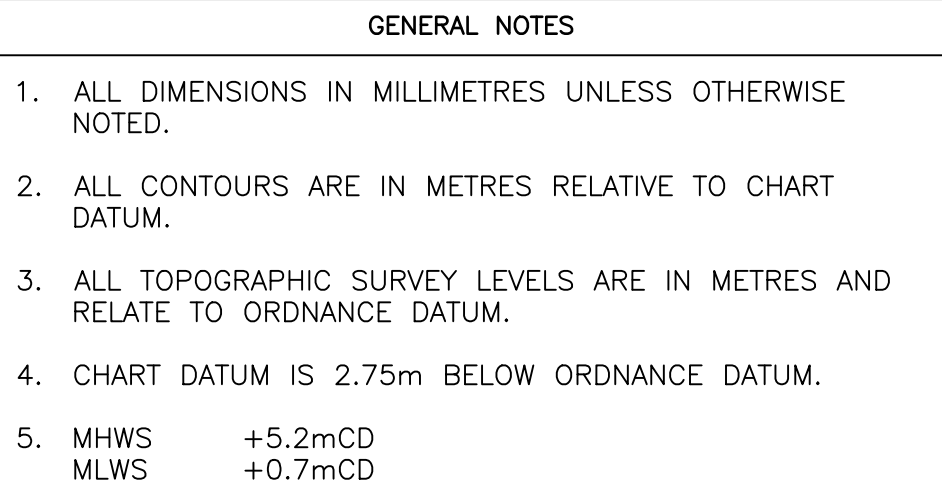 GENERAL NOTES
1. ALL DIMENSIONS IN MILLIMETRES UNLESS OTHERWISE
NOTED.
2. ALL CONTOURS ARE IN METRES RELATIVE TO CHART
DATUM.
3. ALL TOPOGRAPHIC SURVEY LEVELS ARE IN METRES AND
RELATE TO ORDNANCE DATUM.
4. CHART DATUM IS 2.75m BELOW ORDNANCE DATUM.
5. MHWS +5.2mCD
MLWS +0.7mCD